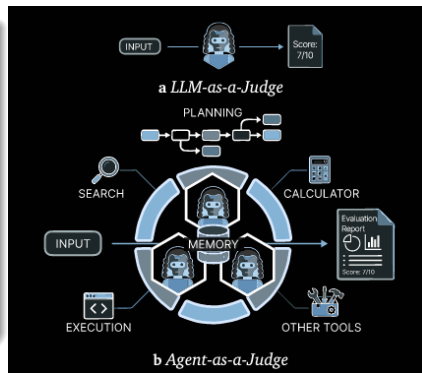 INPUT
Score:
7/10
a LLM-as-a-Judge
PLANNING
SEARCH
CALCULATOR
INPUT
MEMORY
Evaluation
Report
Score: 7/10
EXECUTION
OTHER TOOLS
b Agent-as-a-Judge